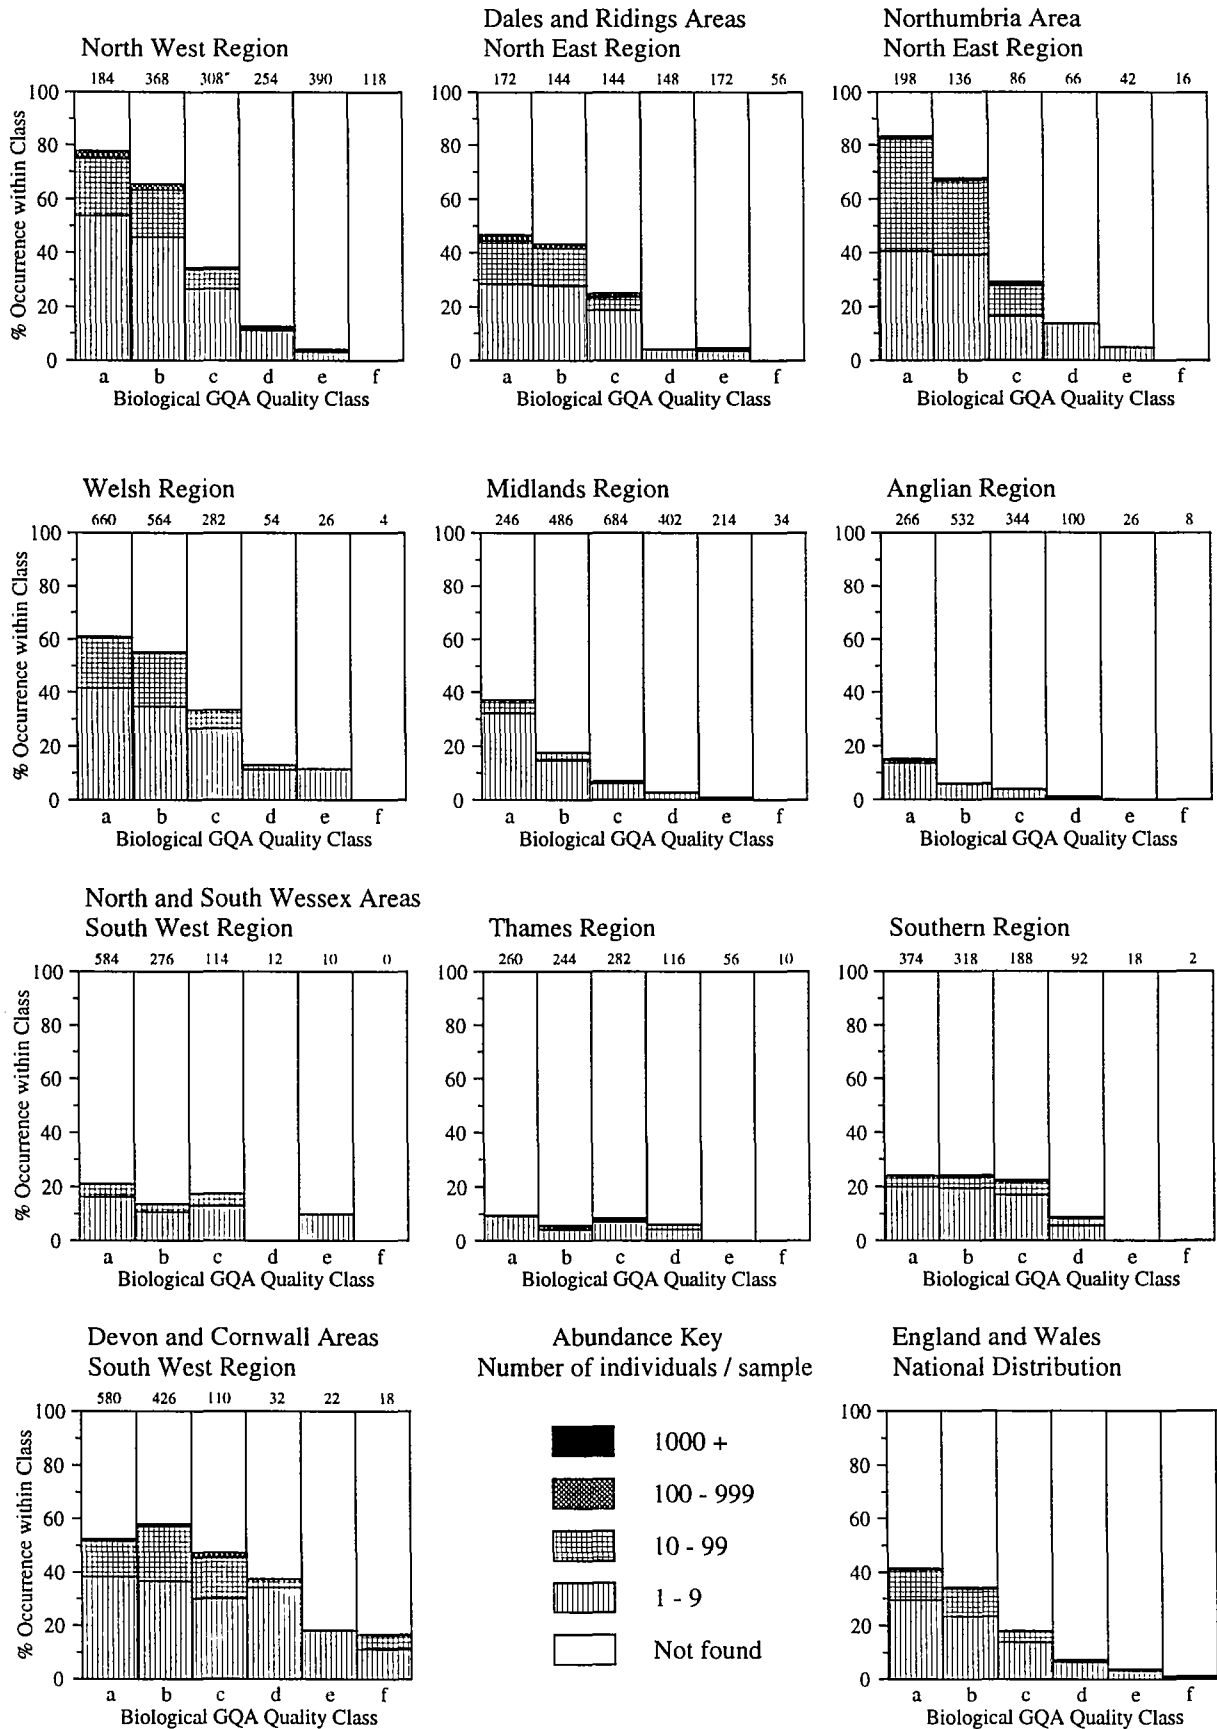 North West Region
184 368 308 254 390 118
% Occurrence within Class
100
80
60
40
20
0
a b c d e f
Biological GQA Quality Class
Dales and Ridings Areas
North East Region
172 144 144 148 172 56
100
80
60
40
20
0
a b c d e f
Biological GQA Quality Class
Northumbria Area
North East Region
198 136 86 66 42 16
100
80
60
40
20
0
a b c d e f
Biological GQA Quality Class
Welsh Region
660 564 282 54 26 4
% Occurrence within Class
100
80
60
40
20
0
a b c d e f
Biological GQA Quality Class
Midlands Region
246 486 684 402 214 34
100
80
60
40
20
0
a b c d e f
Biological GQA Quality Class
Anglian Region
266 532 344 100 26 8
100
80
60
40
20
0
a b c d e f
Biological GQA Quality Class
North and South Wessex Areas
South West Region
584 276 114 12 10 0
% Occurrence within Class
100
80
60
40
20
0
a b c d e f
Biological GQA Quality Class
Thames Region
260 244 282 116 56 10
100
80
60
40
20
0
a b c d e f
Biological GQA Quality Class
Southern Region
374 318 188 92 18 2
100
80
60
40
20
0
a b c d e f
Biological GQA Quality Class
Devon and Cornwall Areas
South West Region
580 426 110 32 22 18
% Occurrence within Class
100
80
60
40
20
0
a b c d e f
Biological GQA Quality Class
Abundance Key
Number of individuals / sample
1000 +
100 - 999
10 - 99
1 - 9
Not found
England and Wales
National Distribution
100
80
60
40
20
0
a b c d e f
Biological GQA Quality Class